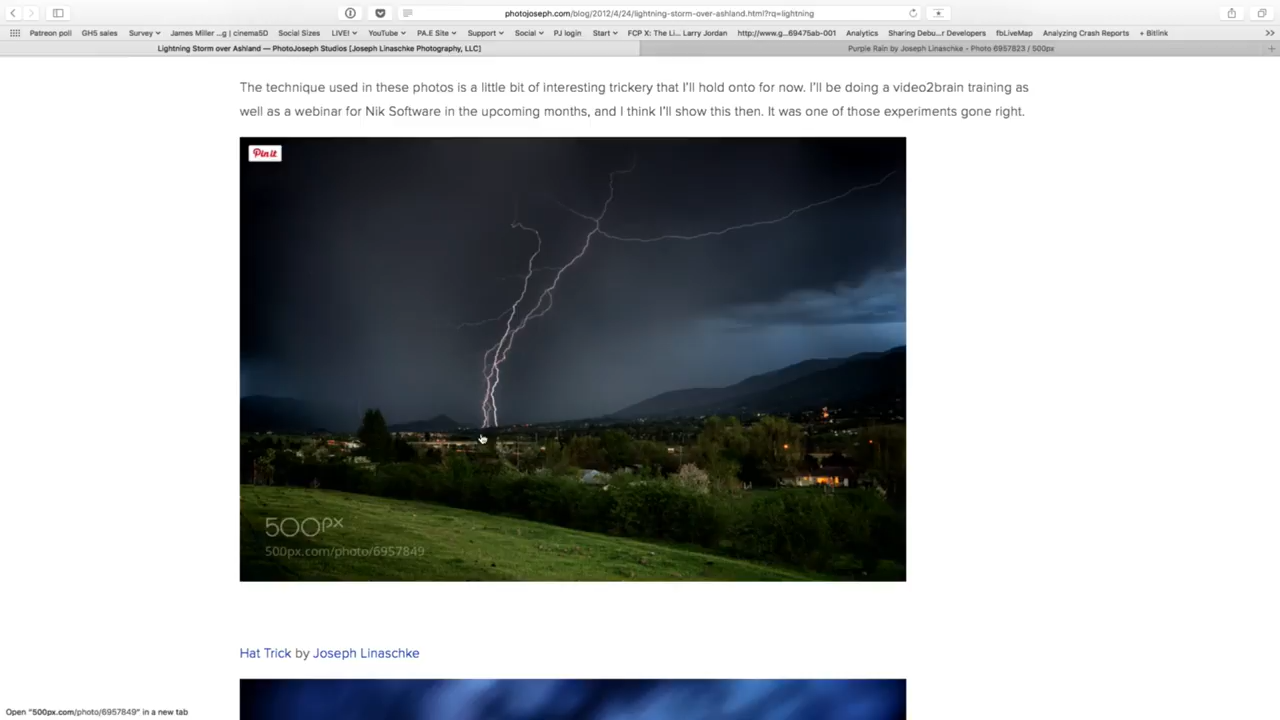 photojoseph.com/blog/2012/4/24/lightning-storm-over-ashland.html?rq=lightning
Patreon poll GH5 sales Survey James Miller ...g | cinema5D Social Sizes LIVE! YouTube PA.E Site Support Social PJ login Start FCP X: The Li... Larry Jordan http://www.g...69475ab-001 Analytics Sharing Debu...r Developers fbLiveMap Analyzing Crash Reports + Bitlink
Lightning Storm over Ashland — PhotoJoseph Studios [Joseph Linaschke Photography, LLC] Purple Rain by Joseph Linaschke - Photo 6957823 / 500px
The technique used in these photos is a little bit of interesting trickery that I'll hold onto for now. I'll be doing a video2brain training as
well as a webinar for Nik Software in the upcoming months, and I think I'll show this then. It was one of those experiments gone right.
Pin it
500px
500px.com/photo/6957849
Hat Trick by Joseph Linaschke
Open "500px.com/photo/6957849" in a new tab